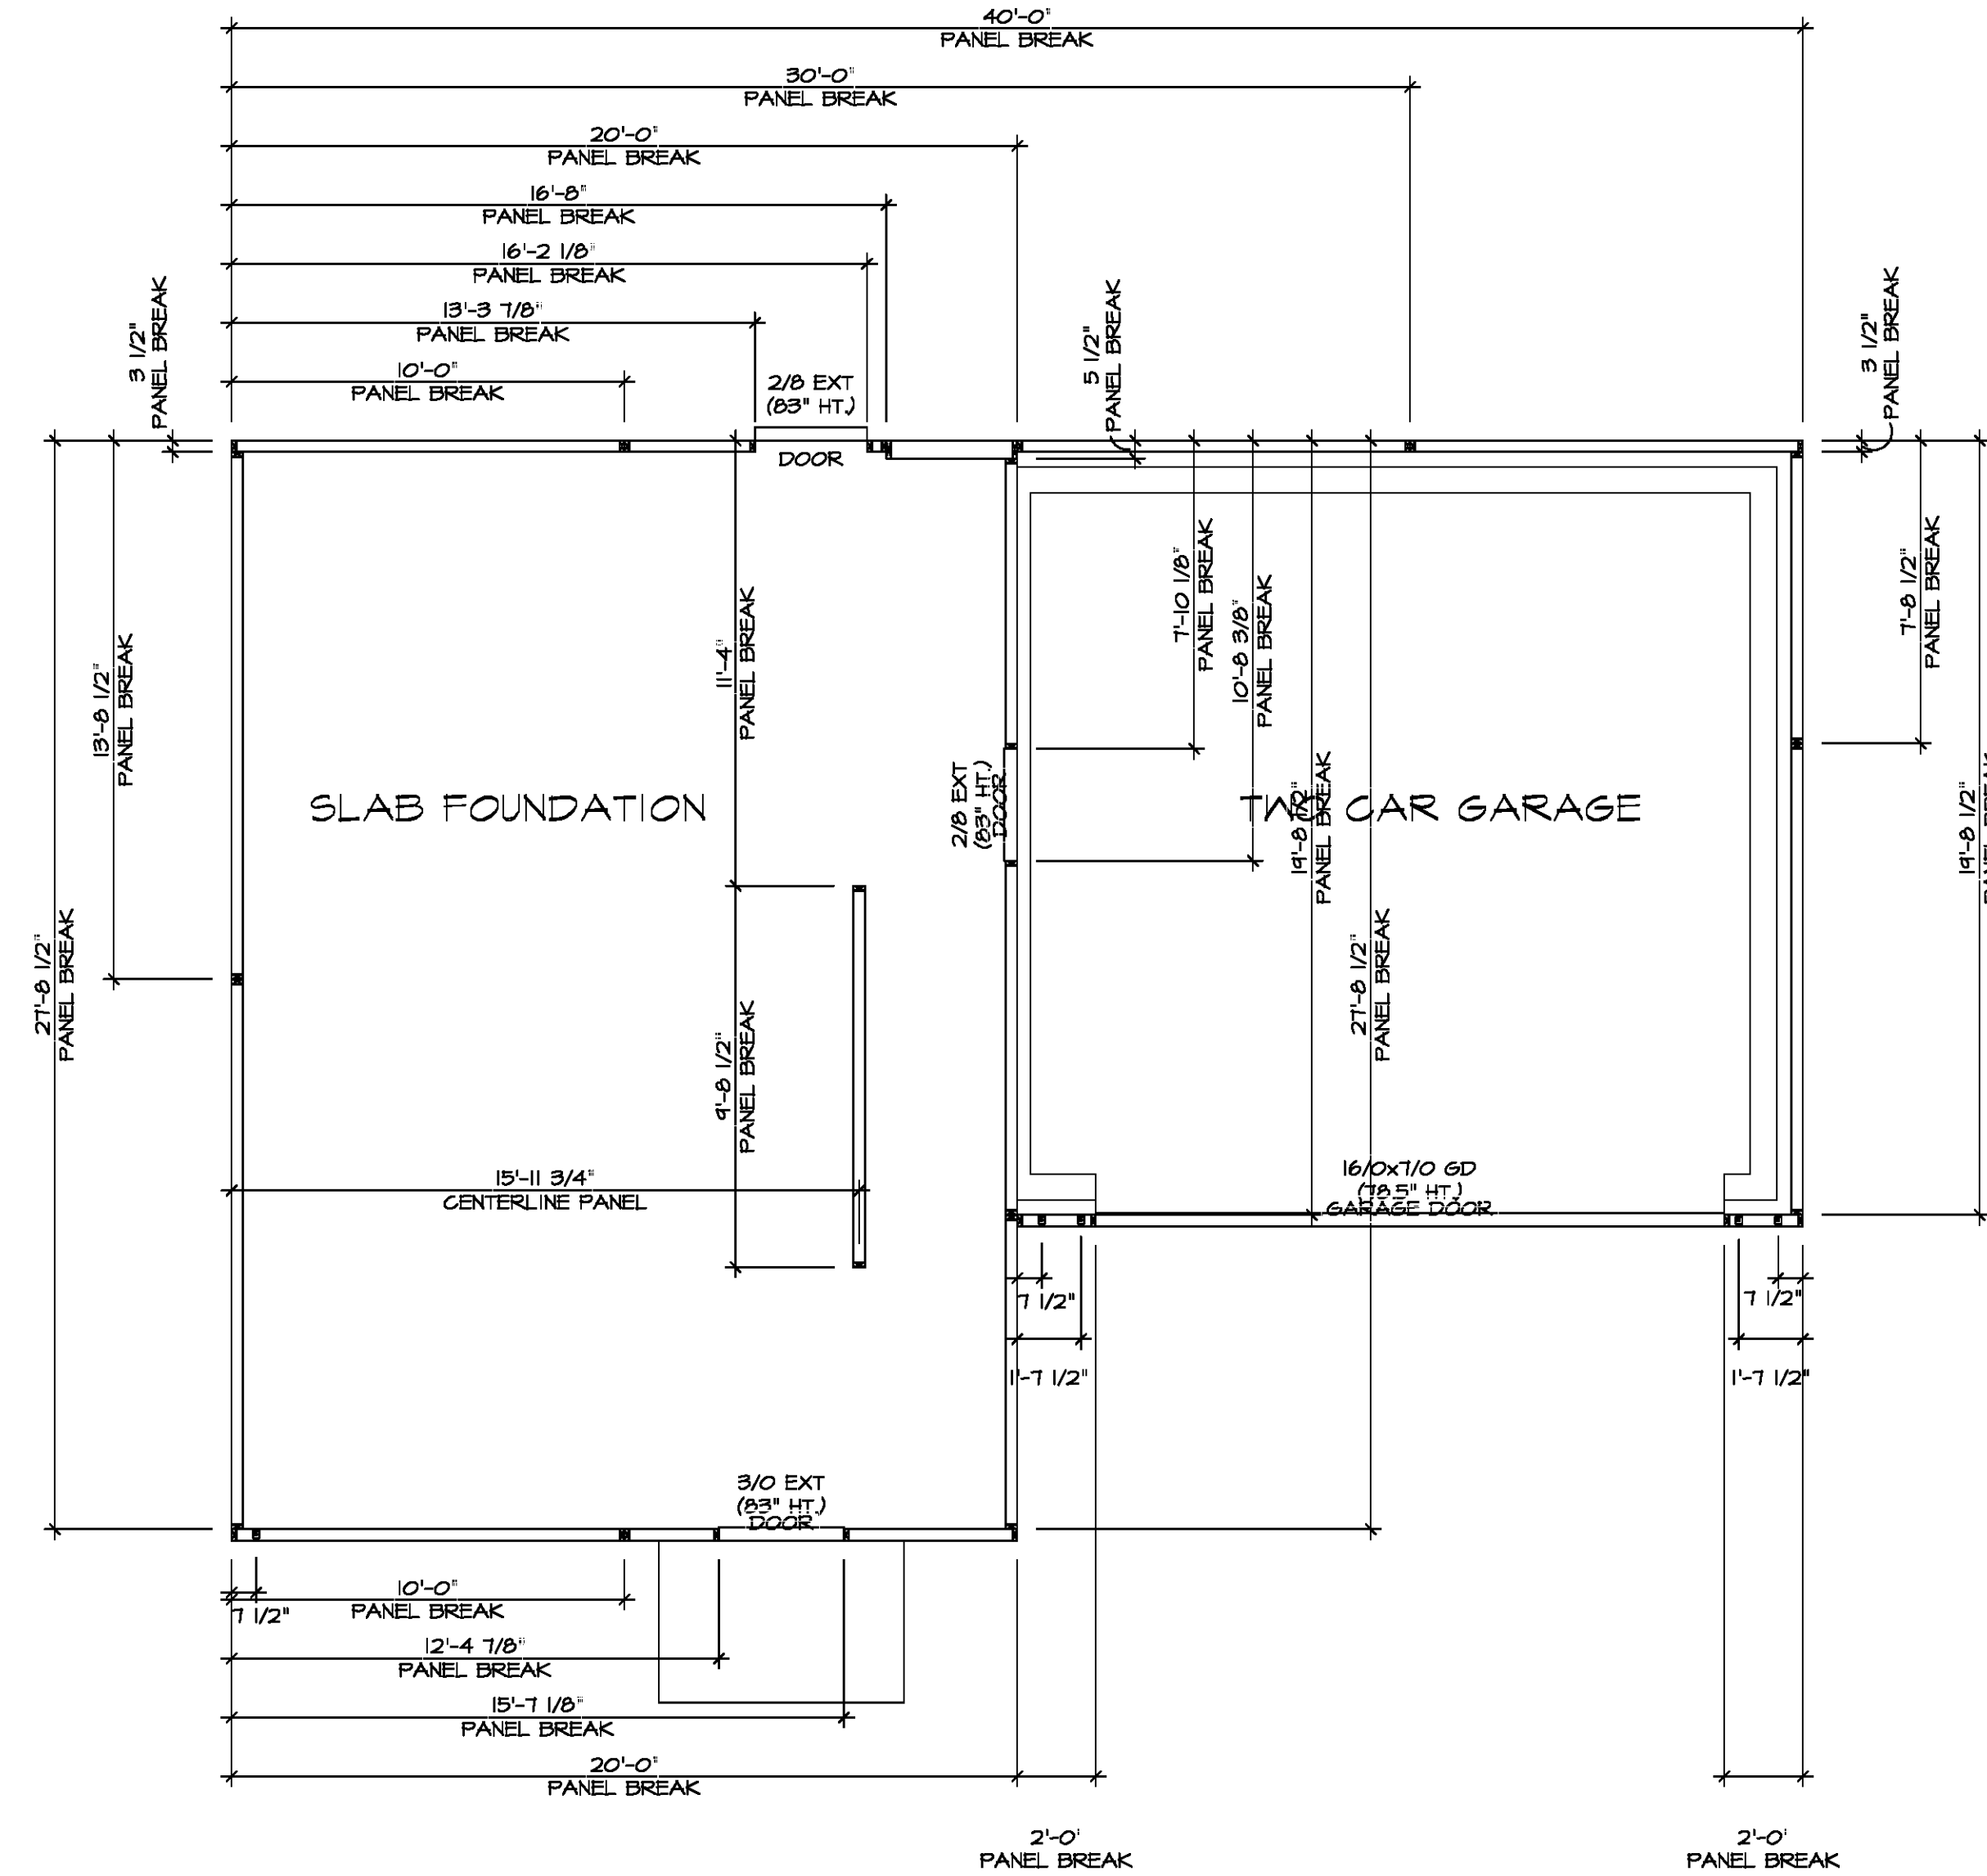 40'-0"
PANEL BREAK
30'-0"
PANEL BREAK
20'-0"
PANEL BREAK
16'-8"
PANEL BREAK
16'-2 1/8"
PANEL BREAK
13'-3 7/8"
PANEL BREAK
10'-0"
PANEL BREAK
3 1/2"
PANEL BREAK
2/8 EXT
(83" HT.)
DOOR
5 1/2"
PANEL BREAK
3 1/2"
PANEL BREAK
13'-8 1/2"
PANEL BREAK
27'-8 1/2"
PANEL BREAK
11'-4"
PANEL BREAK
7'-10 1/8"
PANEL BREAK
10'-8 3/8"
PANEL BREAK
7'-8 1/2"
PANEL BREAK
SLAB FOUNDATION
2/8 EXT
(83" HT.)
DOOR
TWO CAR GARAGE
19'-8 1/2"
PANEL BREAK
19'-8 1/2"
PANEL BREAK
27'-8 1/2"
PANEL BREAK
9'-8 1/2"
PANEL BREAK
15'-11 3/4"
CENTERLINE PANEL
16/0x7/0 GD
(78.5" HT.)
GARAGE DOOR
7 1/2"
7 1/2"
1'-7 1/2"
1'-7 1/2"
3/0 EXT
(83" HT.)
DOOR
10'-0"
PANEL BREAK
7 1/2"
12'-4 7/8"
PANEL BREAK
15'-7 1/8"
PANEL BREAK
20'-0"
PANEL BREAK
2'-0"
PANEL BREAK
2'-0"
PANEL BREAK